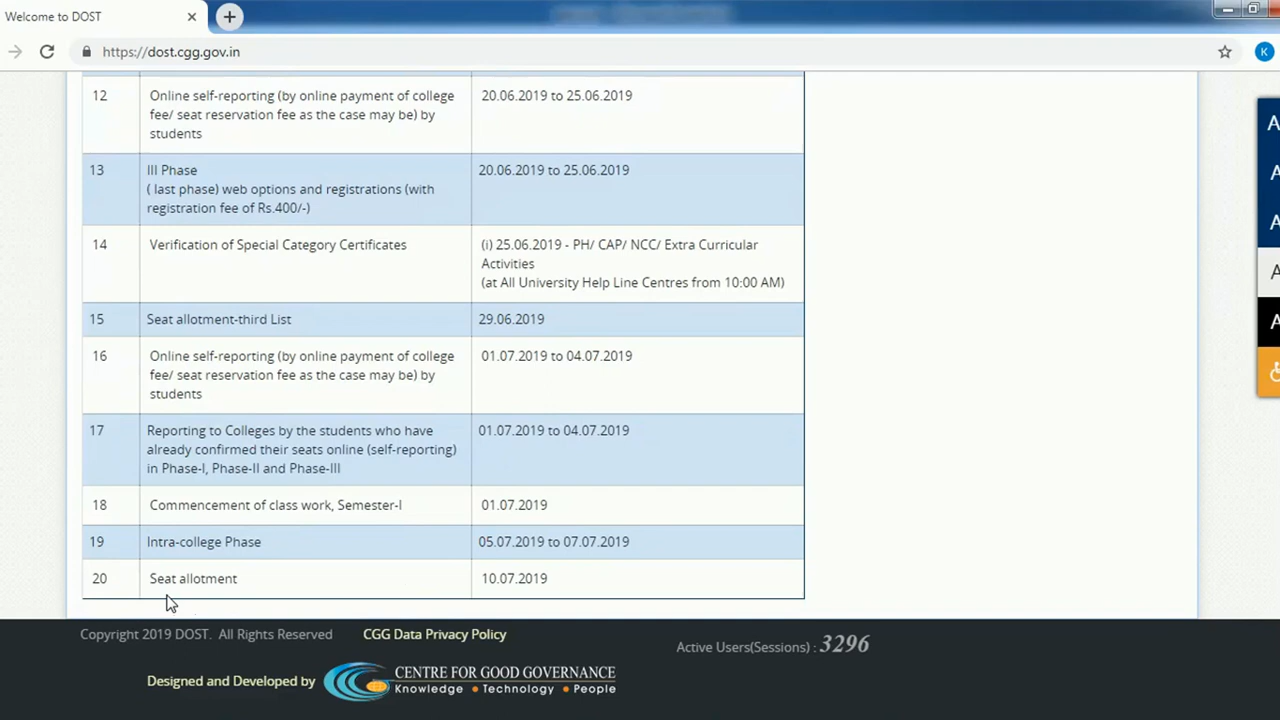 Welcome to DOST
https://dost.cgg.gov.in
K
12 Online self-reporting (by online payment of college 20.06.2019 to 25.06.2019
fee/ seat reservation fee as the case may be) by
students
13 III Phase 20.06.2019 to 25.06.2019
( last phase) web options and registrations (with
registration fee of Rs.400/-)
14 Verification of Special Category Certificates (i) 25.06.2019 - PH/ CAP/ NCC/ Extra Curricular
Activities
(at All University Help Line Centres from 10:00 AM)
15 Seat allotment-third List 29.06.2019
16 Online self-reporting (by online payment of college 01.07.2019 to 04.07.2019
fee/ seat reservation fee as the case may be) by
students
17 Reporting to Colleges by the students who have 01.07.2019 to 04.07.2019
already confirmed their seats online (self-reporting)
in Phase-I, Phase-II and Phase-III
18 Commencement of class work, Semester-I 01.07.2019
19 Intra-college Phase 05.07.2019 to 07.07.2019
20 Seat allotment 10.07.2019
A
A
A
A
A
Copyright 2019 DOST. All Rights Reserved CGG Data Privacy Policy Active Users(Sessions) : 3296
Designed and Developed by CENTRE FOR GOOD GOVERNANCE
Knowledge • Technology • People